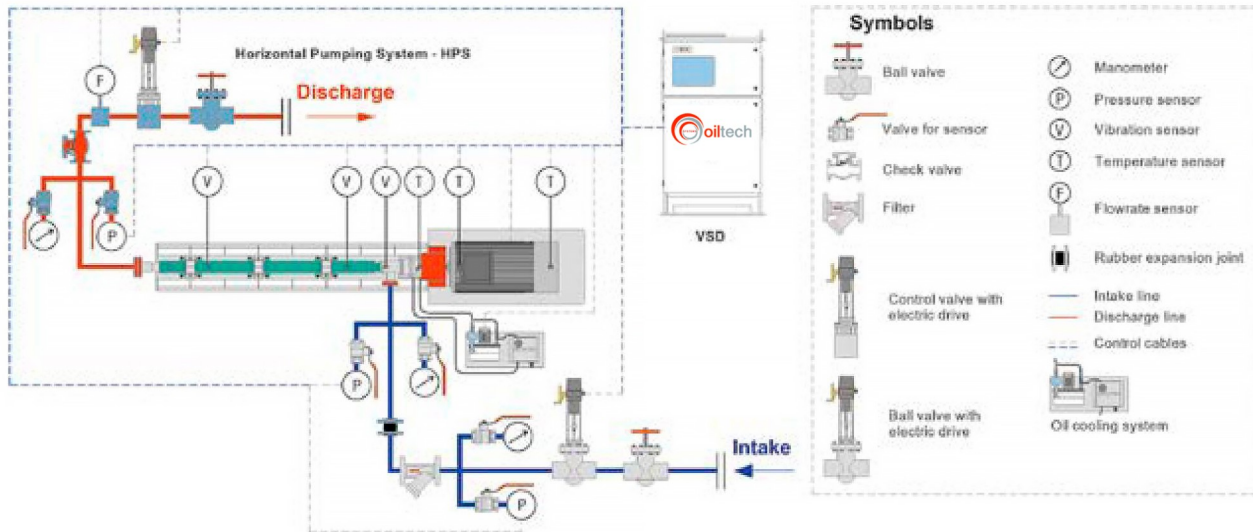 Horizontal Pumping System - HPS
F
Discharge
V
V
V
T
T
T
P
oiltech
VSD
P
P
Intake
Symbols
Ball valve
Valve for sensor
Check valve
Filter
Control valve with
electric drive
Ball valve with
electric drive
Manometer
P
Pressure sensor
V
Vibration sensor
T
Temperature sensor
F
Flowrate sensor
Rubber expansion joint
Intake line
Discharge line
Control cables
Oil cooling system